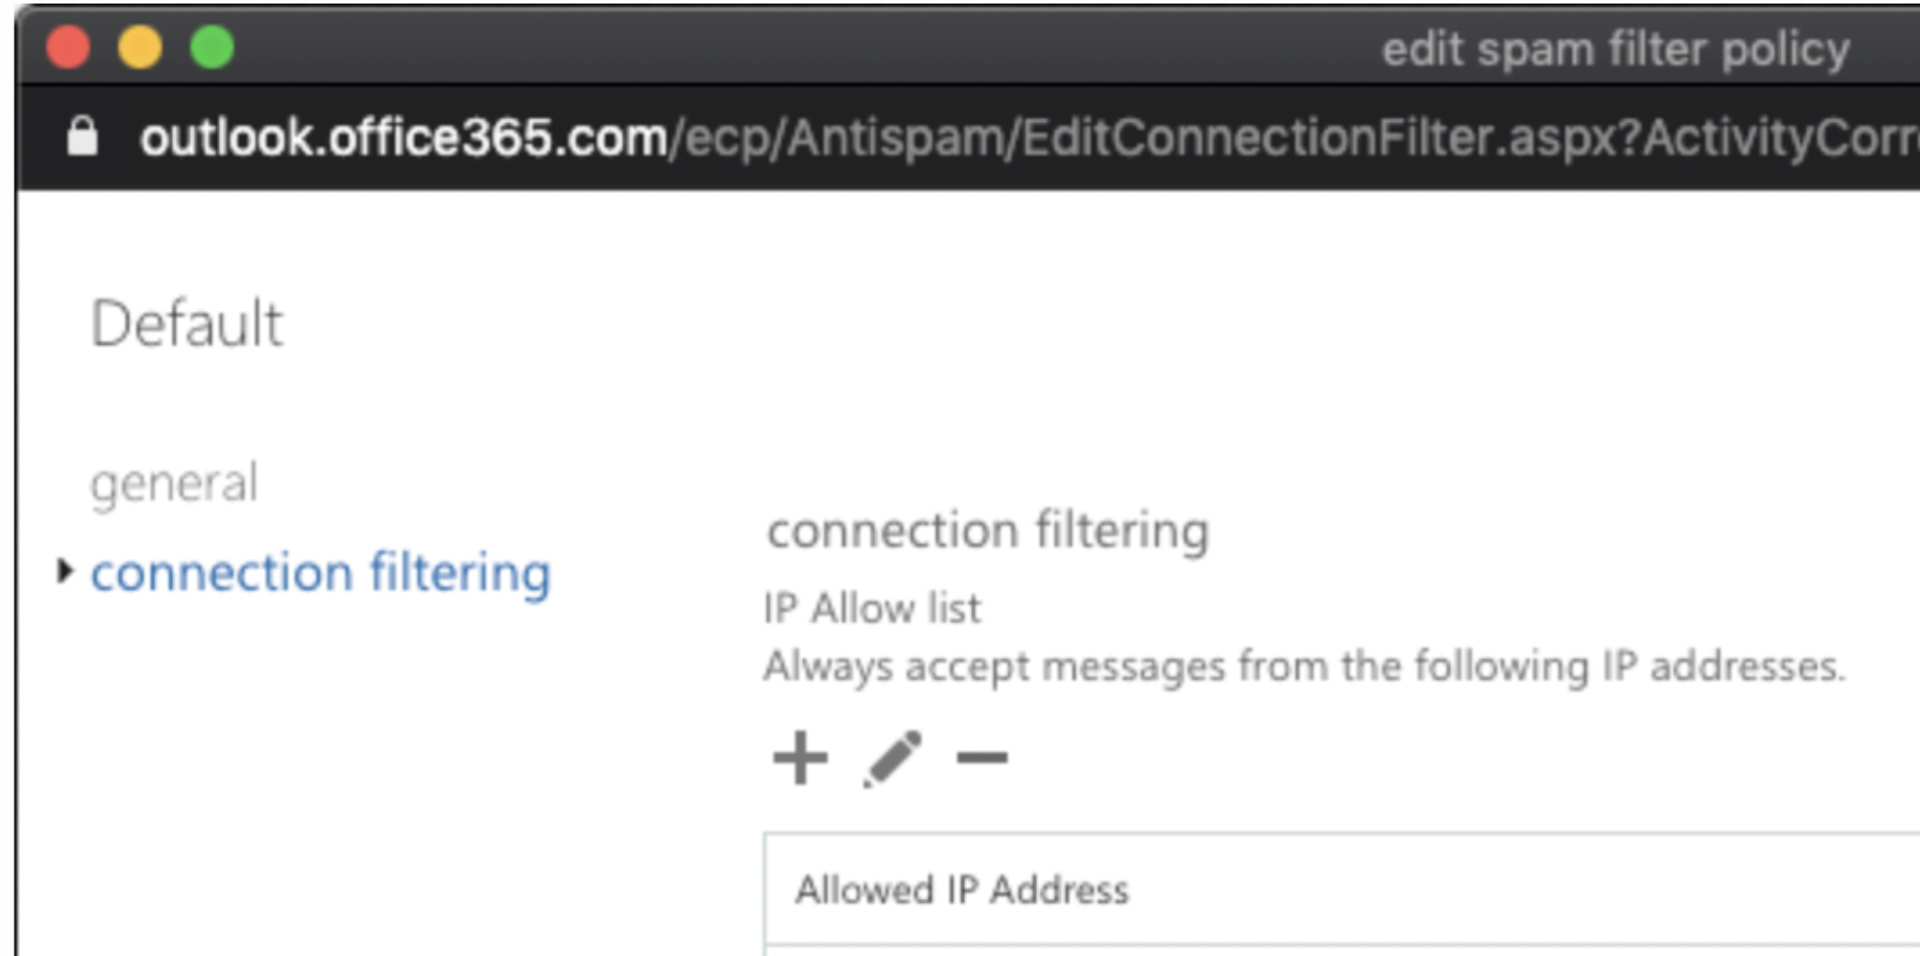 edit spam filter policy
outlook.office365.com/ecp/Antispam/EditConnectionFilter.aspx?ActivityCorr
Default
general
connection filtering
connection filtering
IP Allow list
Always accept messages from the following IP addresses.
Allowed IP Address